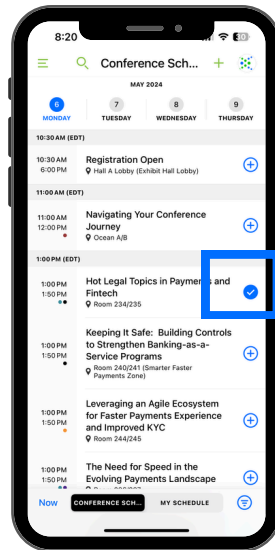 8:20
30
Conference Sch...
MAY 2024
6 7 8 9
MONDAY TUESDAY WEDNESDAY THURSDAY
10:30 AM (EDT)
10:30 AM
6:00 PM
Registration Open
Hall A Lobby (Exhibit Hall Lobby)
11:00 AM (EDT)
11:00 AM
12:00 PM
Navigating Your Conference
Journey
Ocean A/B
1:00 PM (EDT)
1:00 PM
1:50 PM
Hot Legal Topics in Payments and
Fintech
Room 234/235
1:00 PM
1:50 PM
Keeping It Safe: Building Controls
to Strengthen Banking-as-a-
Service Programs
Room 240/241 (Smarter Faster
Payments Zone)
1:00 PM
1:50 PM
Leveraging an Agile Ecosystem
for Faster Payments Experience
and Improved KYC
Room 244/245
1:00 PM
1:50 PM
The Need for Speed in the
Evolving Payments Landscape
Now
CONFERENCE SCH...
MY SCHEDULE